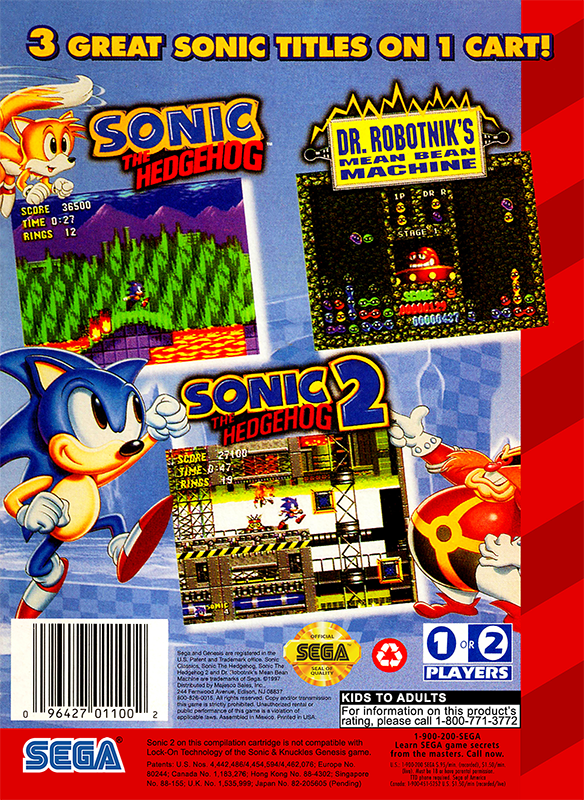 3 GREAT SONIC TITLES ON 1 CART!
SONIC
THE
HEDGEHOG
™
DR. ROBOTNIK'S
MEAN BEAN
MACHINE
SCORE 36500
TIME 0:27
RINGS 12
1P DR R
STAGE 1
SCORE
00000437
SONIC 2
THE
HEDGEHOG
SCORE 27100
TIME 0:47
RINGS 19
SONIC
0 96427 01100 2
Sega and Genesis are registered in the
U.S. Patent and Trademark office. Sonic
Classics, Sonic The Hedgehog, Sonic The
Hedgehog 2 and Dr. Robotnik's Mean Bean
Machine are trademarks of Sega. ©1997
Distributed by Majesco Sales, Inc.,
244 Fernwood Avenue, Edison, NJ 08837
800-826-0015. All rights reserved. Copy and/or transmission
this game is strictly prohibited. Unauthorized rental or
public performance of this game is a violation of
applicable laws. Assembled in Mexico. Printed in USA.
OFFICIAL
SEGA
SEAL OF
QUALITY
1 OR 2
PLAYERS
KIDS TO ADULTS
For information on this product's
rating, please call 1-800-771-3772
SEGA
Sonic 2 on this compilation cartridge is not compatible with
Lock-On Technology of the Sonic & Knuckles Genesis game.
Patents: U.S. Nos. 4,442,486/4,454,594/4,462,076, Europe No.
80244; Canada No. 1,183,276; Hong Kong No. 88-4302; Singapore
No. 88-155; U.K. No. 1,535,999; Japan No. 82-205605 (Pending)
1-900-200-SEGA
Learn SEGA game secrets
from the masters. Call now.